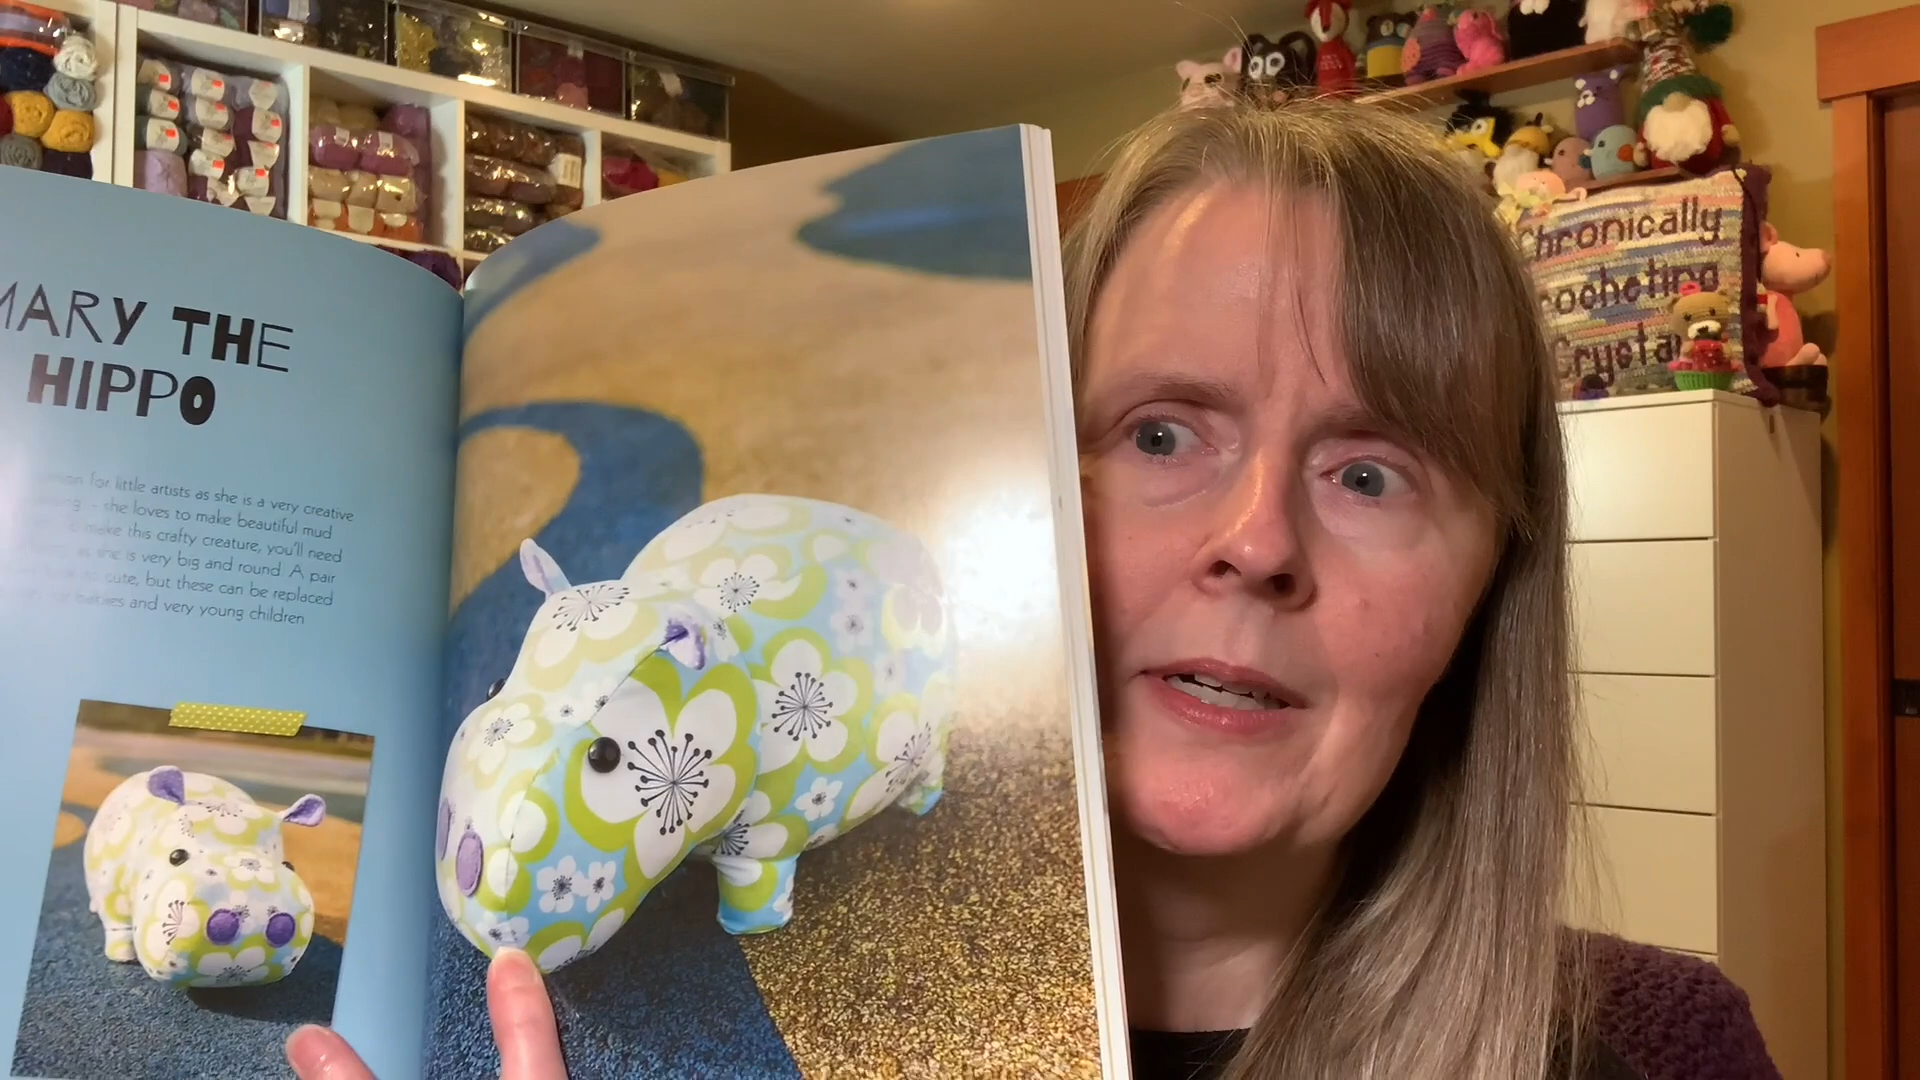 MARY THE
HIPPO
for little artists as she is a very creative
she loves to make beautiful mud
make this crafty creature, you'll need
she is very big and round. A pair
cute, but these can be replaced
babies and very young children
Chronically
Crocheting
Crystal